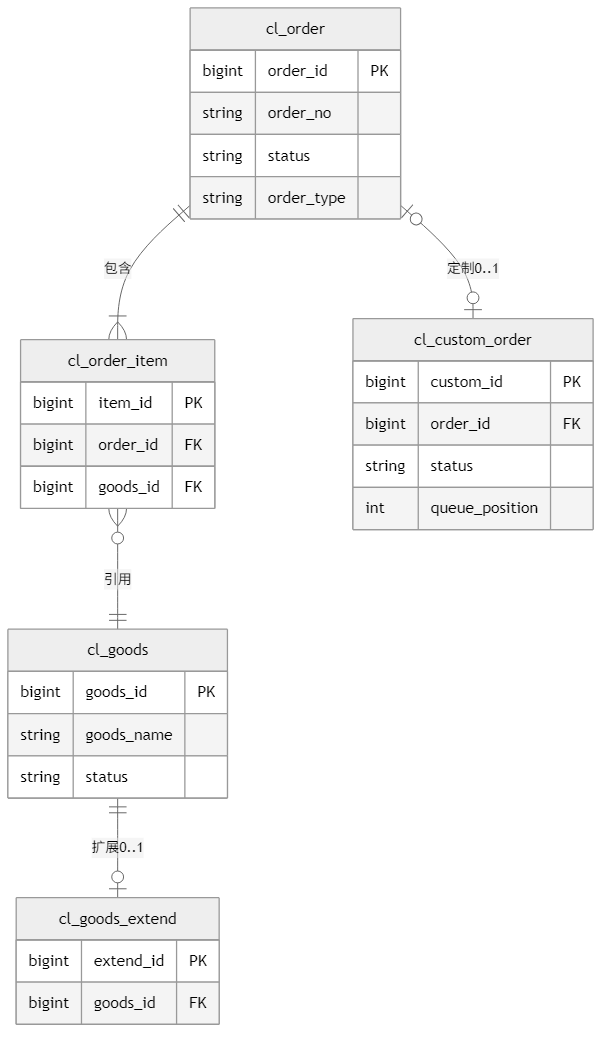 cl_order
bigint order_id PK
string order_no
string status
string order_type
包含
定制0..1
cl_order_item
bigint item_id PK
bigint order_id FK
bigint goods_id FK
cl_custom_order
bigint custom_id PK
bigint order_id FK
string status
int queue_position
引用
cl_goods
bigint goods_id PK
string goods_name
string status
扩展0..1
cl_goods_extend
bigint extend_id PK
bigint goods_id FK